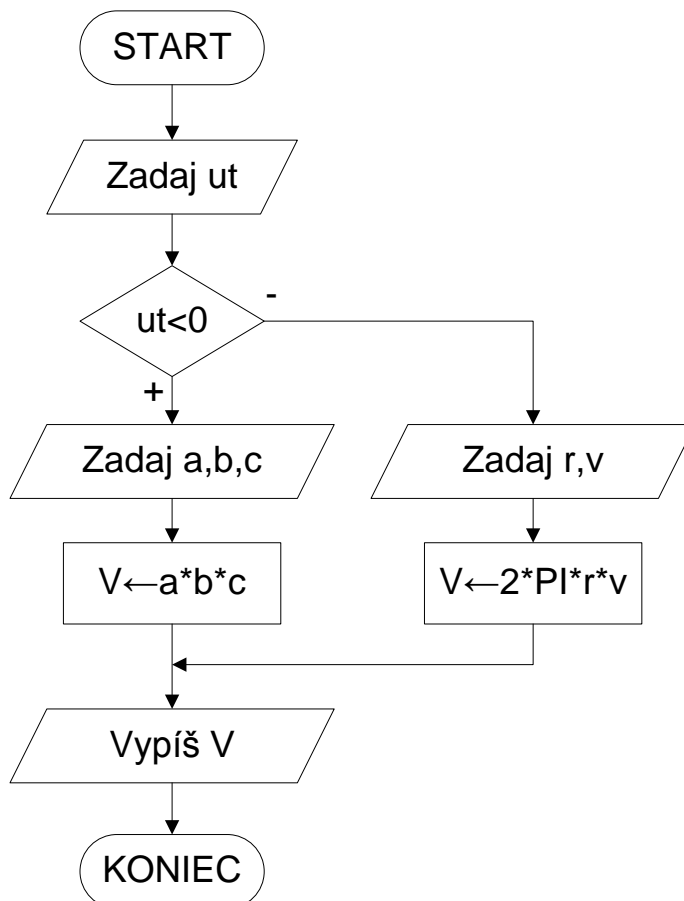 START
Zadaj ut
ut<0
-
+
Zadaj a,b,c
Zadaj r,v
V←a*b*c
V←2*PI*r*v
Vypíš V
KONIEC